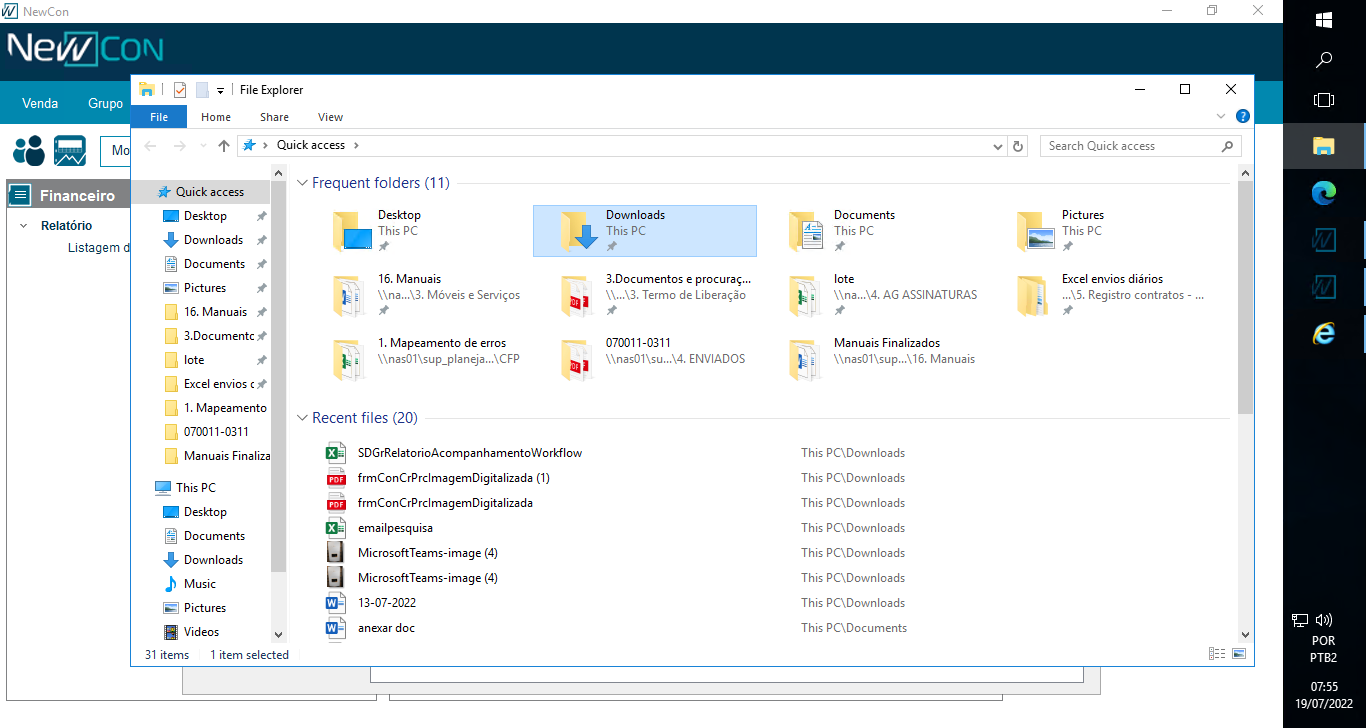 NewCon
NewCon
Venda Grupo
Mo
Financeiro
Relatório
Listagem d
File Explorer
File Home Share View
Quick access
Search Quick access
Quick access
Desktop
Downloads
Documents
Pictures
16. Manuais
3.Documento
lote
Excel envios d
1. Mapeamento
070011-0311
Manuais Finaliza
This PC
Desktop
Documents
Downloads
Music
Pictures
Videos
Frequent folders (11)
Desktop
This PC
Downloads
This PC
Documents
This PC
Pictures
This PC
16. Manuais
\\na...\3. Móveis e Serviços
3.Documentos e procuraç...
\\...\3. Termo de Liberação
lote
\\na...\4. AG ASSINATURAS
Excel envios diários
...\5. Registro contratos - ...
1. Mapeamento de erros
\\nas01\sup_planeja...\CFP
070011-0311
\\nas01\su...\4. ENVIADOS
Manuais Finalizados
\\nas01\sup...\16. Manuais
Recent files (20)
SDGrRelatorioAcompanhamentoWorkflow This PC\Downloads
frmConCrPrcImagemDigitalizada (1) This PC\Downloads
frmConCrPrcImagemDigitalizada This PC\Downloads
emailpesquisa This PC\Downloads
MicrosoftTeams-image (4) This PC\Downloads
MicrosoftTeams-image (4) This PC\Downloads
13-07-2022 This PC\Downloads
anexar doc This PC\Documents
31 items 1 item selected
POR
PTB2
07:55
19/07/2022